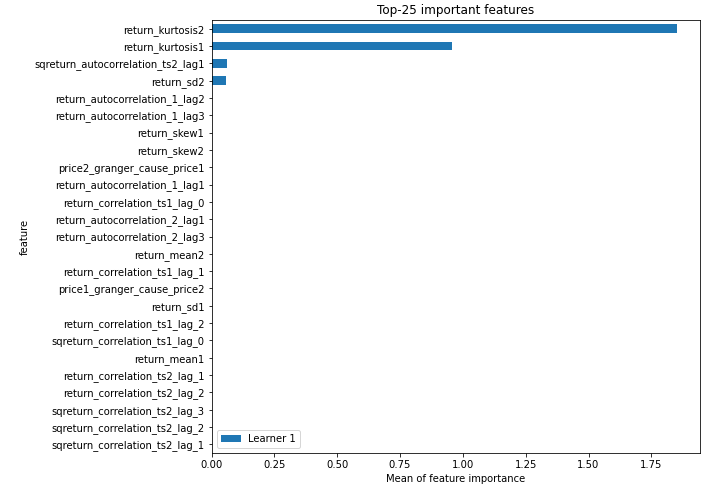 Top-25 important features
return_kurtosis2
return_kurtosis1
sqreturn_autocorrelation_ts2_lag1
return_sd2
return_autocorrelation_1_lag2
return_autocorrelation_1_lag3
return_skew1
return_skew2
price2_granger_cause_price1
return_autocorrelation_1_lag1
return_correlation_ts1_lag_0
return_autocorrelation_2_lag1
return_autocorrelation_2_lag3
return_mean2
return_correlation_ts1_lag_1
price1_granger_cause_price2
return_sd1
return_correlation_ts1_lag_2
sqreturn_correlation_ts1_lag_0
return_mean1
return_correlation_ts2_lag_1
return_correlation_ts2_lag_2
sqreturn_correlation_ts2_lag_3
sqreturn_correlation_ts2_lag_2
sqreturn_correlation_ts2_lag_1
feature
Learner 1
0.00 0.25 0.50 0.75 1.00 1.25 1.50 1.75
Mean of feature importance